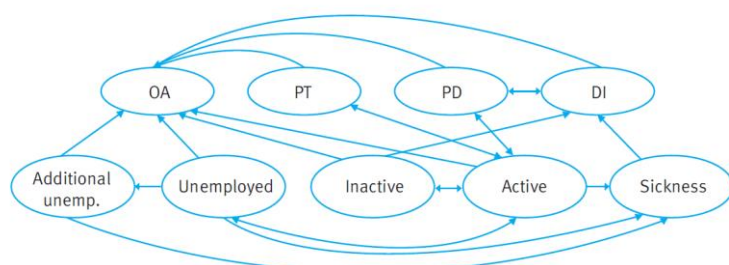 OA
PT
PD
DI
Additional
unemp.
Unemployed
Inactive
Active
Sickness